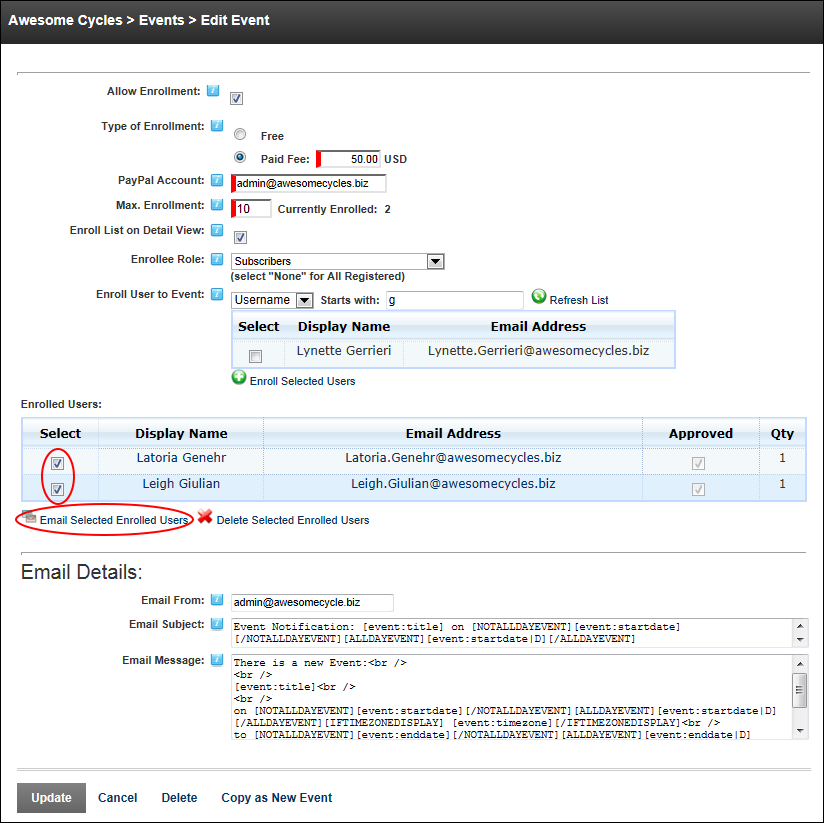 Awesome Cycles > Events > Edit Event
Allow Enrollment:
Type of Enrollment:
Free
Paid Fee: 50.00 USD
PayPal Account: admin@awesomecycles.biz
Max. Enrollment: 10 Currently Enrolled: 2
Enroll List on Detail View:
Enrollee Role: Subscribers
(select "None" for All Registered)
Enroll User to Event: Username Starts with: g Refresh List
Select Display Name Email Address
Lynette Gerrieri Lynette.Gerrieri@awesomecycles.biz
Enroll Selected Users
Enrolled Users:
Select Display Name Email Address Approved Qty
Latoria Genehr Latoria.Genehr@awesomecycles.biz 1
Leigh Giulian Leigh.Giulian@awesomecycles.biz 1
Email Selected Enrolled Users Delete Selected Enrolled Users
Email Details:
Email From: admin@awesomecycle.biz
Email Subject: Event Notification: [event:title] on [NOTALLDAYEVENT][event:startdate]
[/NOTALLDAYEVENT][ALLDAYEVENT][event:startdate|D][/ALLDAYEVENT]
Email Message: There is a new Event:<br />
<br />
[event:title]<br />
<br />
on [NOTALLDAYEVENT][event:startdate][/NOTALLDAYEVENT][ALLDAYEVENT][event:startdate|D]
[/ALLDAYEVENT][IFTIMEZONEDISPLAY] [event:timezone][/IFTIMEZONEDISPLAY]<br />
to [NOTALLDAYEVENT][event:enddate][/NOTALLDAYEVENT][ALLDAYEVENT][event:enddate|D]
Update Cancel Delete Copy as New Event